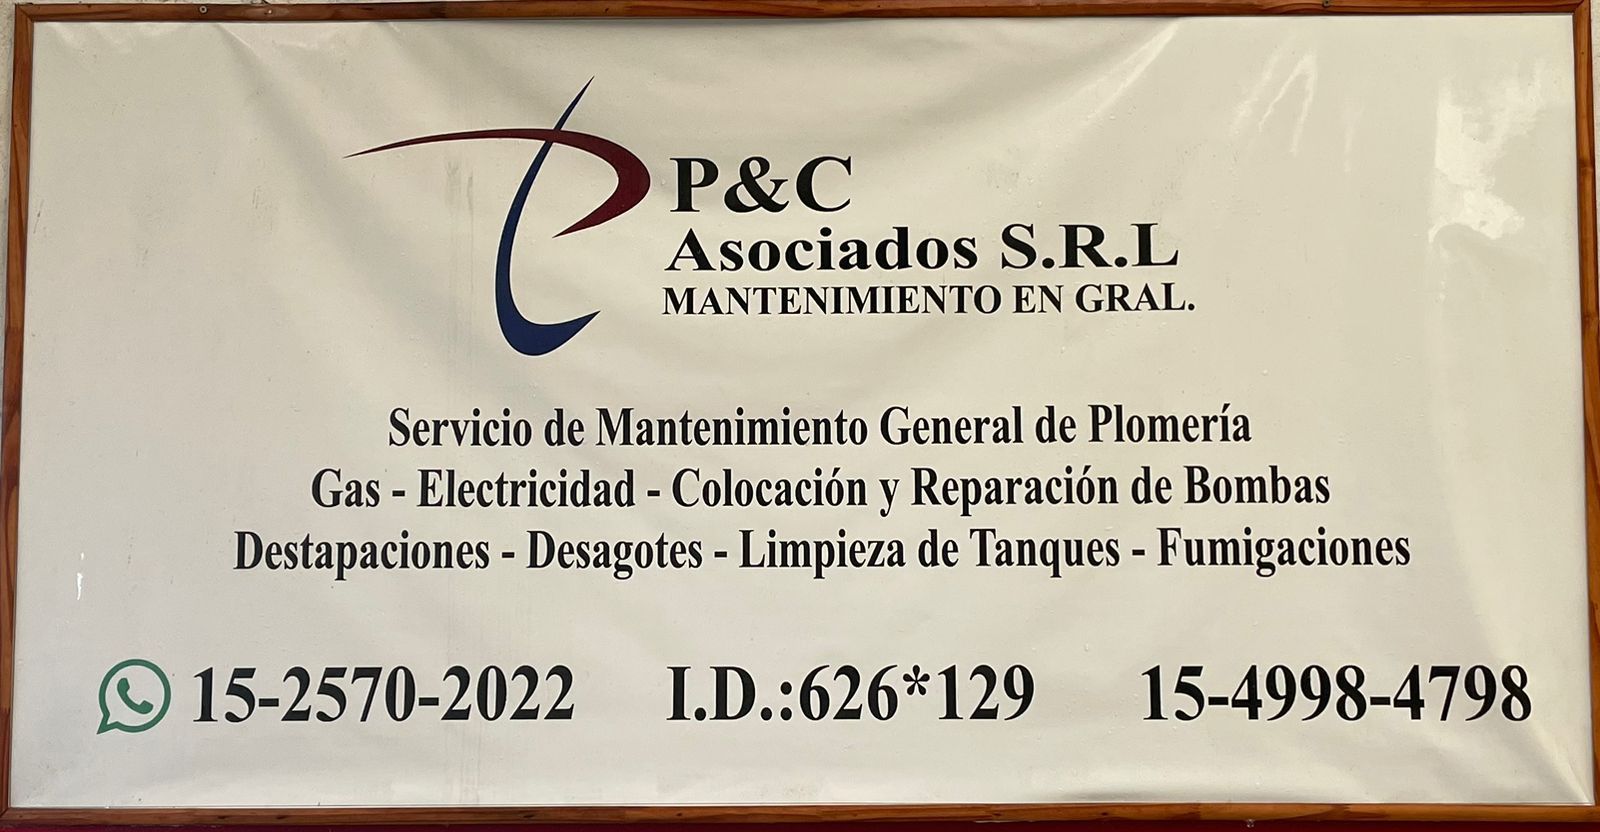 P&C
Asociados S.R.L
MANTENIMIENTO EN GRAL.
Servicio de Mantenimiento General de Plomería
Gas - Electricidad - Colocación y Reparación de Bombas
Destapaciones - Desagotes - Limpieza de Tanques - Fumigaciones
15-2570-2022 I.D.:626*129 15-4998-4798